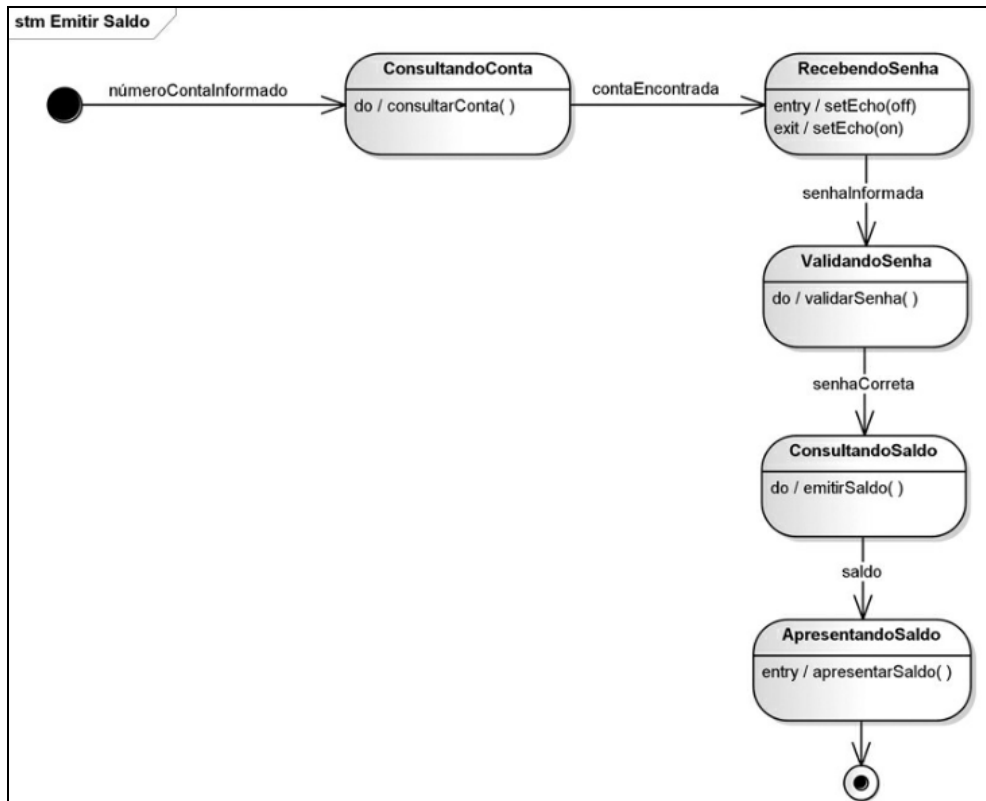 stm Emitir Saldo
númeroContaInformado
ConsultandoConta
do / consultarConta( )
contaEncontrada
RecebendoSenha
entry / setEcho(off)
exit / setEcho(on)
senhaInformada
ValidandoSenha
do / validarSenha( )
senhaCorreta
ConsultandoSaldo
do / emitirSaldo( )
saldo
ApresentandoSaldo
entry / apresentarSaldo( )